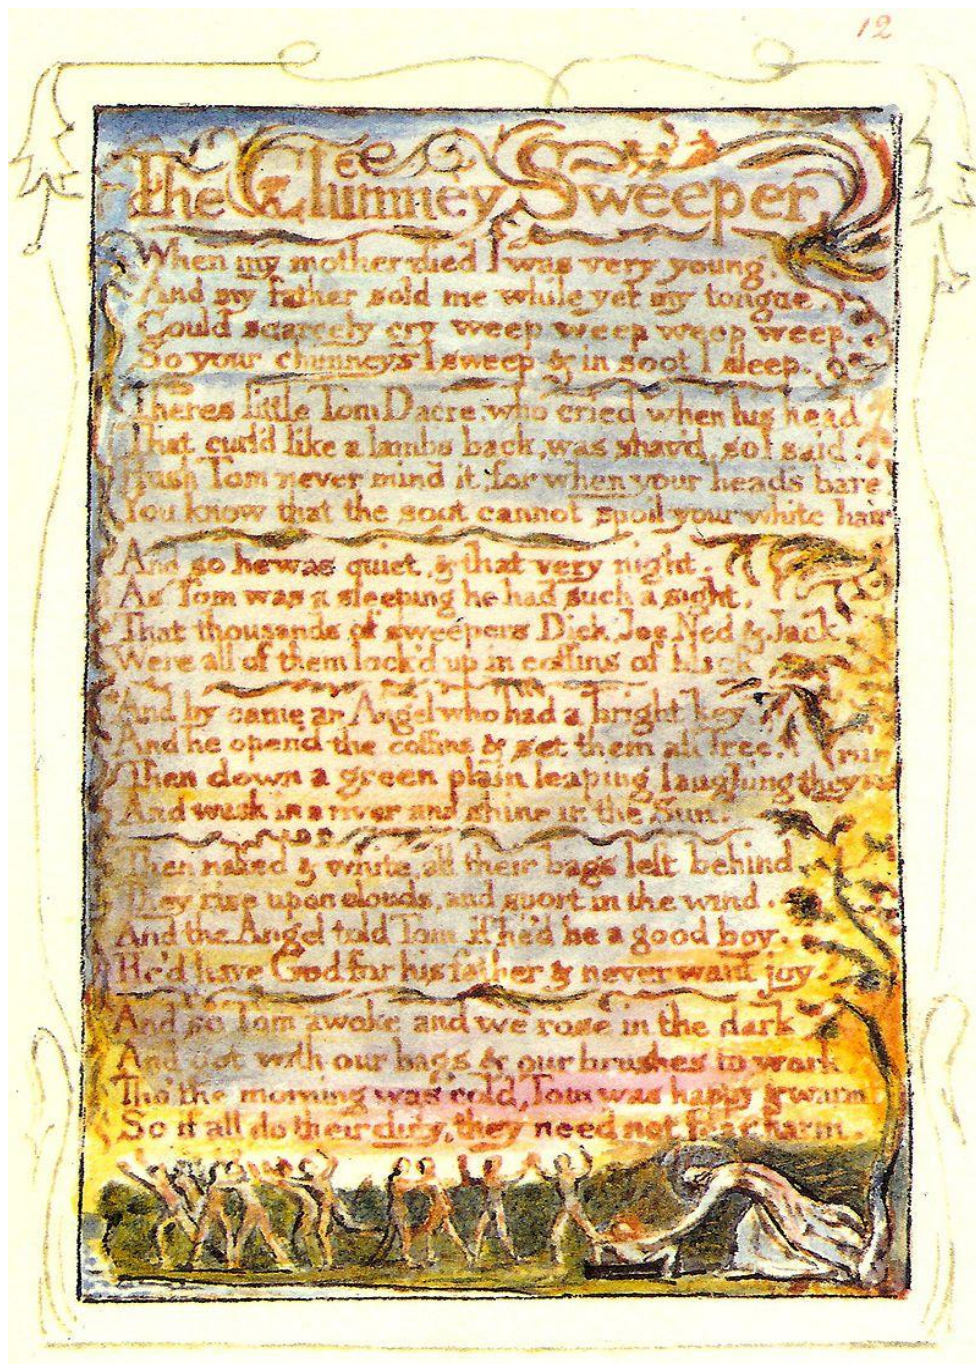 12
The Chimney Sweeper
When my mother died I was very young,
And my father sold me while yet my tongue,
Could scarcely cry weep weep weep weep.
So your chimneys I sweep & in soot I sleep.
Theres little Tom Dacre, who cried when his head
That curl'd like a lambs back, was shav'd, so I said.
Hush Tom never mind it, for when your head's bare,
You know that the soot cannot spoil your white hair
And so he was quiet, & that very night.
As Tom was a sleeping he had such a sight,
That thousands of sweepers Dick, Joe, Ned & Jack
Were all of them lock'd up in coffins of black,
And by came an Angel who had a bright key
And he open'd the coffins & set them all free.
Then down a green plain leaping laughing they run
And wash in a river and shine in the Sun.
Then naked & white, all their bags left behind,
They rise upon clouds, and sport in the wind.
And the Angel told Tom, if he'd be a good boy,
He'd have God for his father & never want joy.
And so Tom awoke and we rose in the dark
And got with our bags & our brushes to work.
Tho' the morning was cold, Tom was happy & warm.
So if all do their duty, they need not fear harm.